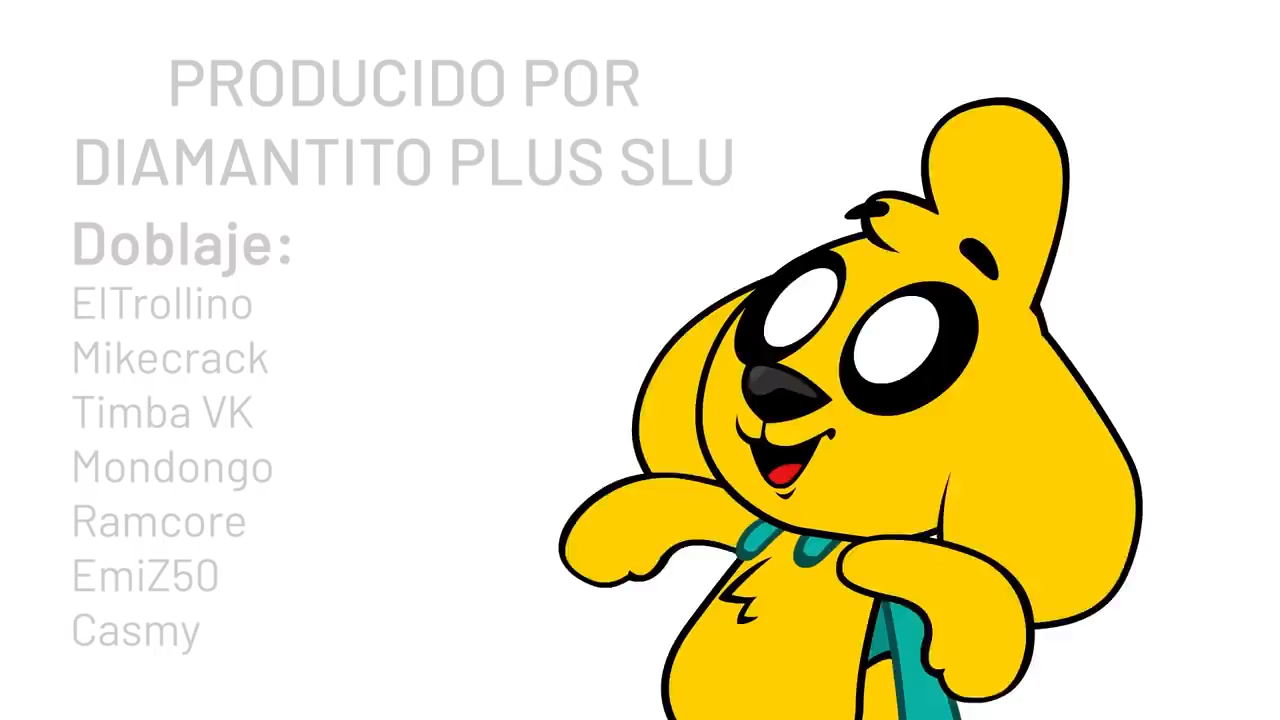 PRODUCIDO POR
DIAMANTITO PLUS SLU
Doblaje:
ElTrollino
Mikecrack
Timba VK
Mondongo
Ramcore
EmiZ50
Casmy